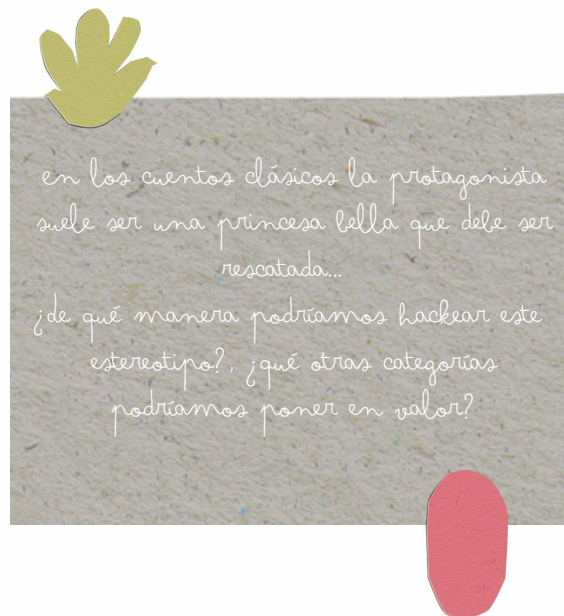 en los cuentos clásicos la protagonista
suele ser una princesa bella que debe ser
rescatada...
¿de qué manera podríamos hackear este
estereotipo?, ¿qué otras categorías
podríamos poner en valor?